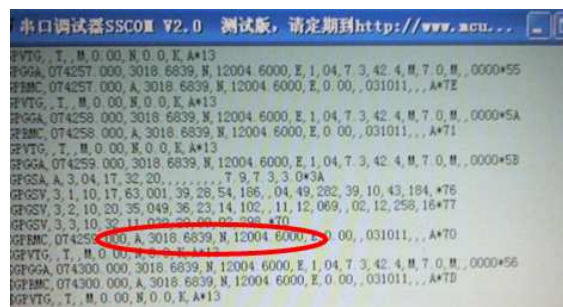 串口调试器SSCOM V2.0 测试版，请定期到http://www.mcu...
GPVTG,,T,,M,0.00,N,0.0,K,A*13
GPGGA,074257.000,3018.6839,N,12004.6000,E,1,04,7.3,42.4,M,7.0,M,,0000*55
GPRMC,074257.000,A,3018.6839,N,12004.6000,E,0.00,,031011,,,A*7E
GPVTG,,T,,M,0.00,N,0.0,K,A*13
GPGGA,074258.000,3018.6839,N,12004.6000,E,1,04,7.3,42.4,M,7.0,M,,0000*5A
GPRMC,074258.000,A,3018.6839,N,12004.6000,E,0.00,,031011,,,A*71
GPVTG,,T,,M,0.00,N,0.0,K,A*13
GPGGA,074259.000,3018.6839,N,12004.6000,E,1,04,7.3,42.4,M,7.0,M,,0000*5B
GPGSA,A,3,04,17,32,20,,,,,,,,,7.9,7.3,3.0*3A
GPGSV,3,1,10,17,63,001,39,28,54,186,,04,49,282,39,10,43,184,*76
GPGSV,3,2,10,20,35,049,36,23,14,102,,11,12,069,,02,12,258,16*77
GPGSV,3,3,10,32,11,
GPRMC,074259.000,A,3018.6839,N,12004.6000,E,0.00,,031011,,,A*70
GPVTG,,T,,M,0.00,N,0.0,K,A*13
GPGGA,074300.000,3018.6839,N,12004.6000,E,1,04,7.3,42.4,M,7.0,M,,0000*56
GPRMC,074300.000,A,3018.6839,N,12004.6000,E,0.00,,031011,,,A*7D
GPVTG,,T,,M,0.00,N,0.0,K,A*13